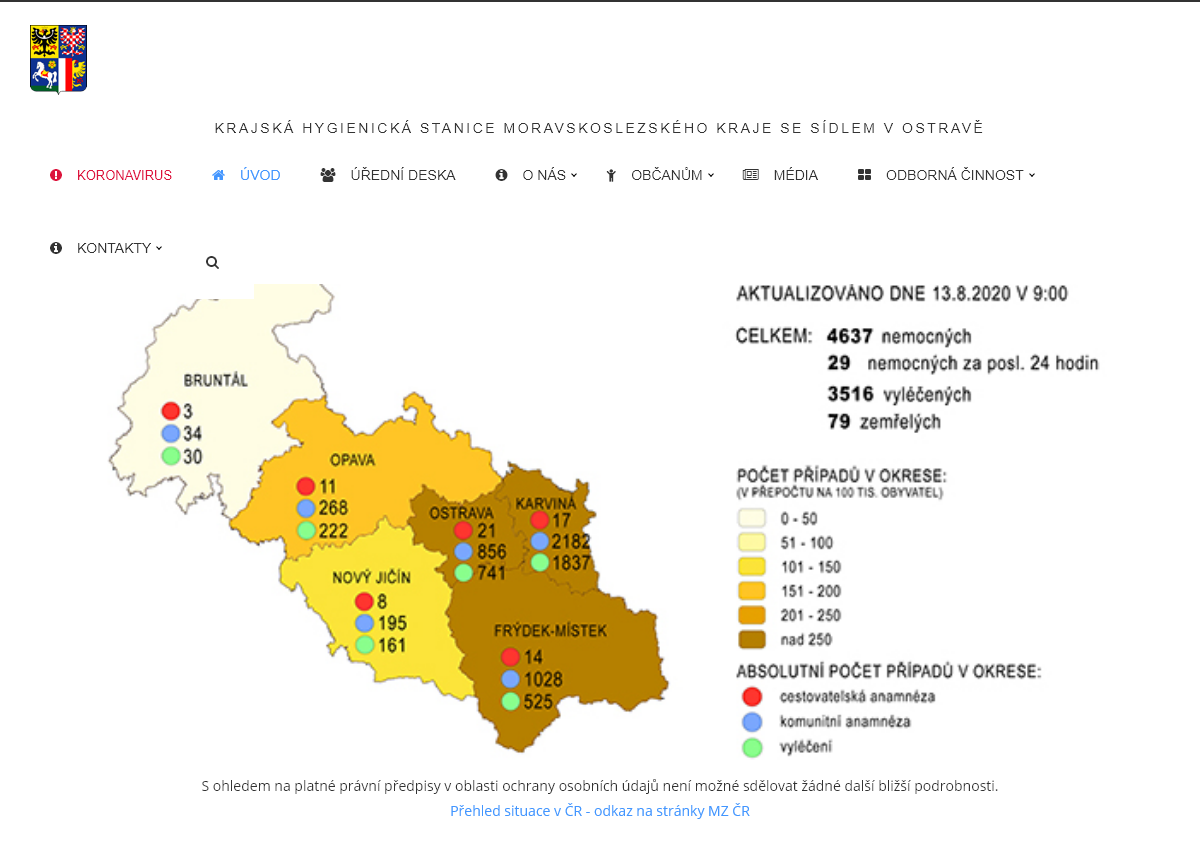 KRAJSKÁ HYGIENICKÁ STANICE MORAVSKOSLEZSKÉHO KRAJE SE SÍDLEM V OSTRAVĚ
KORONAVIRUS ÚVOD ÚŘEDNÍ DESKA O NÁS OBČANŮM MÉDIA ODBORNÁ ČINNOST
KONTAKTY
AKTUALIZOVÁNO DNE 13.8.2020 V 9:00
CELKEM: 4637 nemocných
29 nemocných za posl. 24 hodin
3516 vyléčených
79 zemřelých
BRUNTÁL
3
34
30
OPAVA
11
268
222
OSTRAVA
21
856
741
KARVINÁ
17
2182
1837
NOVÝ JIČÍN
8
195
161
FRÝDEK-MÍSTEK
14
1028
525
POČET PŘÍPADŮ V OKRESE:
(V PŘEPOČTU NA 100 TIS. OBYVATEL)
0 - 50
51 - 100
101 - 150
151 - 200
201 - 250
nad 250
ABSOLUTNÍ POČET PŘÍPADŮ V OKRESE:
cestovatelská anamnéza
komunitní anamnéza
vyléčení
S ohledem na platné právní předpisy v oblasti ochrany osobních údajů není možné sdělovat žádné další bližší podrobnosti.
Přehled situace v ČR - odkaz na stránky MZ ČR